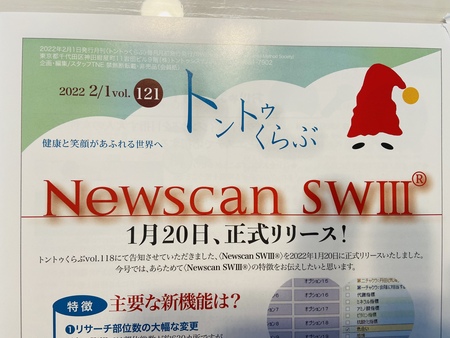 2022 2/1 vol. 121
トントゥくらぶ
健康と笑顔があふれる世界へ
Newscan SWIII®
1月20日、正式リリース!
トントゥくらぶvol.118にて告知させていただきました、〈Newscan SWIII®〉を2022年1月20日に正式リリースいたしました。
今号では、あらためて〈Newscan SWIII®〉の特徴をお伝えしたいと思います。
特徴 主要な新機能は?
❶リサーチ部位数の大幅な変更